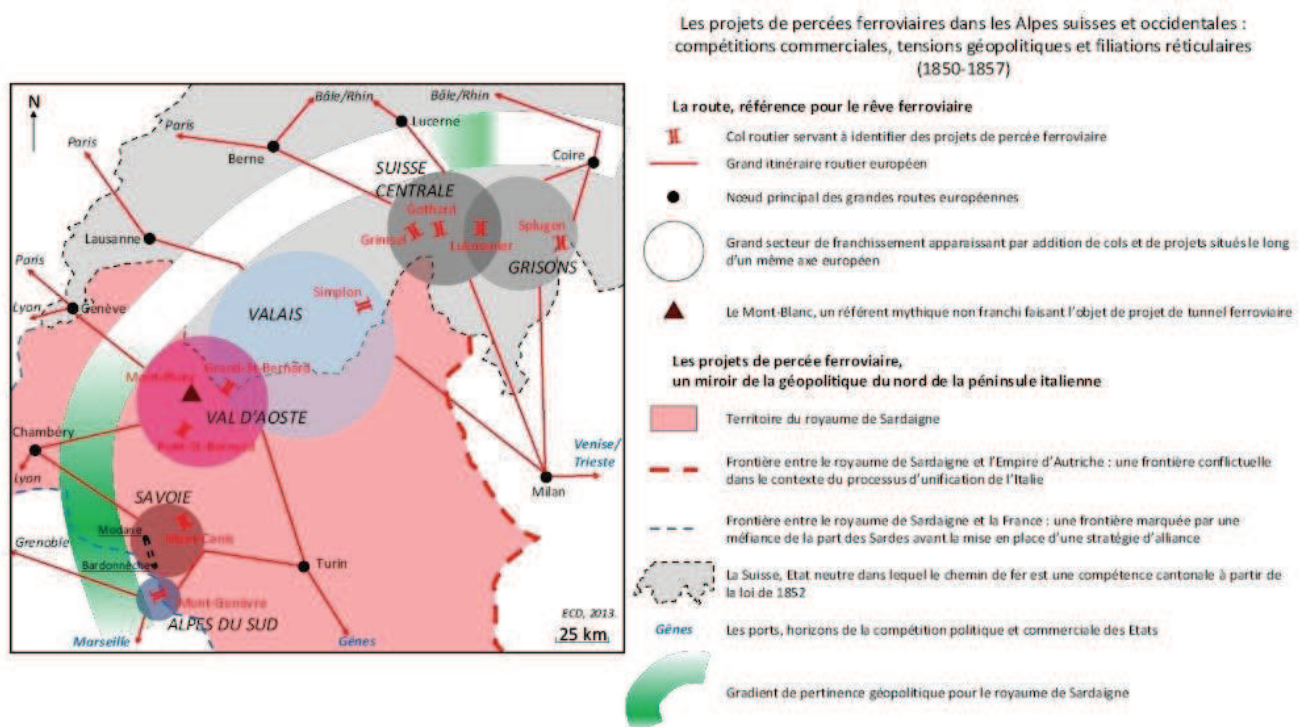 Les projets de percées ferroviaires dans les Alpes suisses et occidentales :
compétitions commerciales, tensions géopolitiques et filiations réticulaires
(1850-1857)
La route, référence pour le rêve ferroviaire
Col routier servant à identifier des projets de percée ferroviaire
Grand itinéraire routier européen
Nœud principal des grandes routes européennes
Grand secteur de franchissement apparaissant par addition de cols et de projets situés le long
d'un même axe européen
Le Mont-Blanc, un référent mythique non franchi faisant l'objet de projet de tunnel ferroviaire
Les projets de percée ferroviaire,
un miroir de la géopolitique du nord de la péninsule italienne
Territoire du royaume de Sardaigne
Frontière entre le royaume de Sardaigne et l'Empire d'Autriche : une frontière conflictuelle
dans le contexte du processus d'unification de l'Italie
Frontière entre le royaume de Sardaigne et la France : une frontière marquée par une
méfiance de la part des Sardes avant la mise en place d'une stratégie d'alliance
La Suisse, Etat neutre dans lequel le chemin de fer est une compétence cantonale à partir de
la loi de 1852
Gênes
Les ports, horizons de la compétition politique et commerciale des Etats
Gradient de pertinence géopolitique pour le royaume de Sardaigne
N
Bâle/Rhin
Bâle/Rhin
Paris
Lucerne
Paris
Berne
Coire
SUISSE
CENTRALE
Gothard
Grimsel
Lukmanier
Splugen
GRISONS
Lausanne
Paris
Lyon
Genève
Simplon
VALAIS
Grand-St-Bernard
Mont-Blanc
VAL D'AOSTE
Petit-St-Bernard
Chambéry
Lyon
Venise/
Trieste
Milan
SAVOIE
Modane
Mont-Cenis
Grenoble
Bardonnèche
Turin
Mont-Genèvre
ALPES DU SUD
Marseille
Gênes
ECD, 2013.
25 km